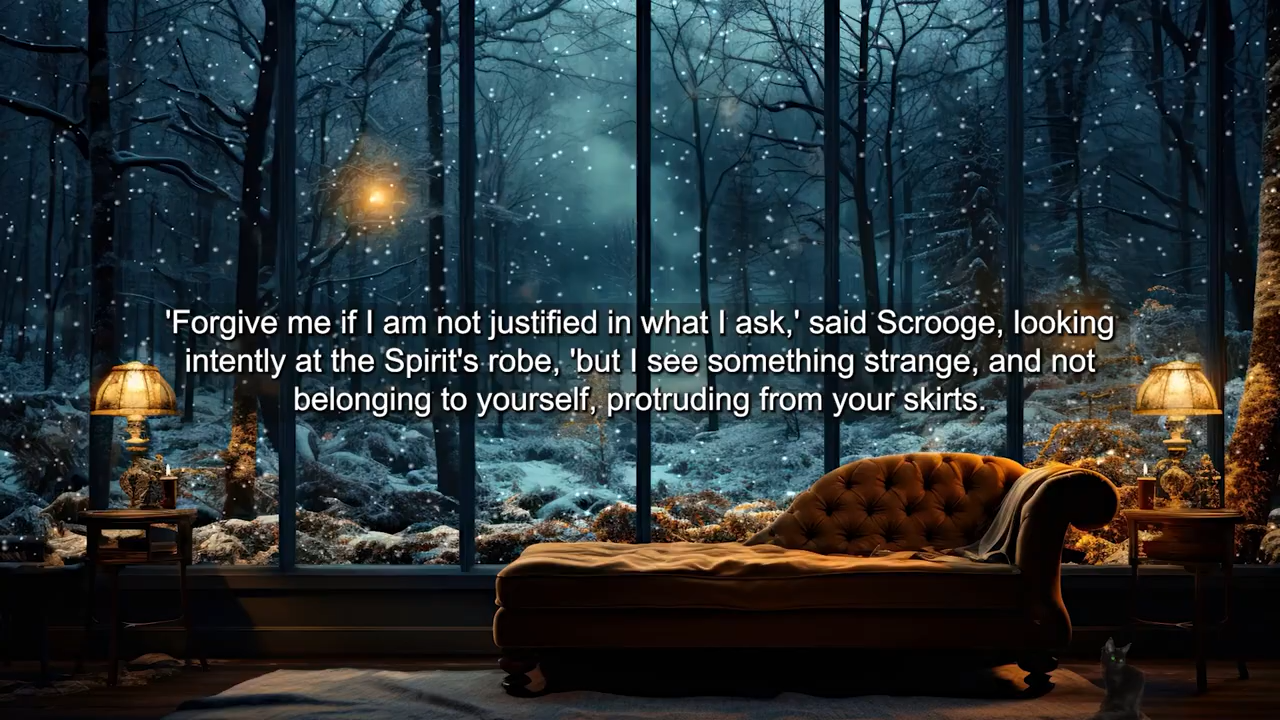 'Forgive me if I am not justified in what I ask,' said Scrooge, looking
intently at the Spirit's robe, 'but I see something strange, and not
belonging to yourself, protruding from your skirts.